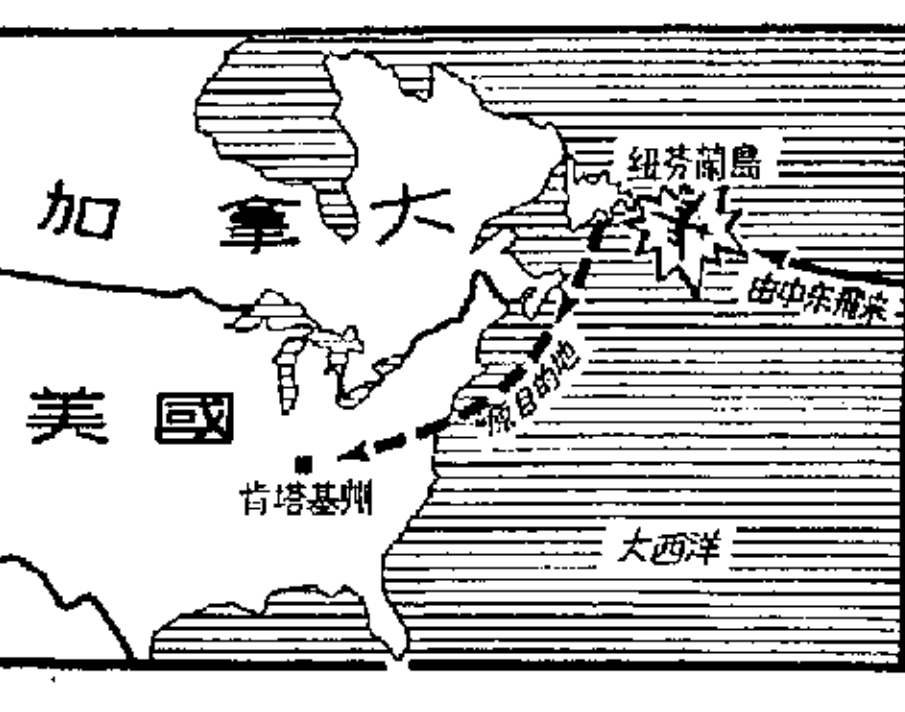 纽芬蘭島
加拿大
由中东飛来
原目的地
美國
肯塔基州
大西洋